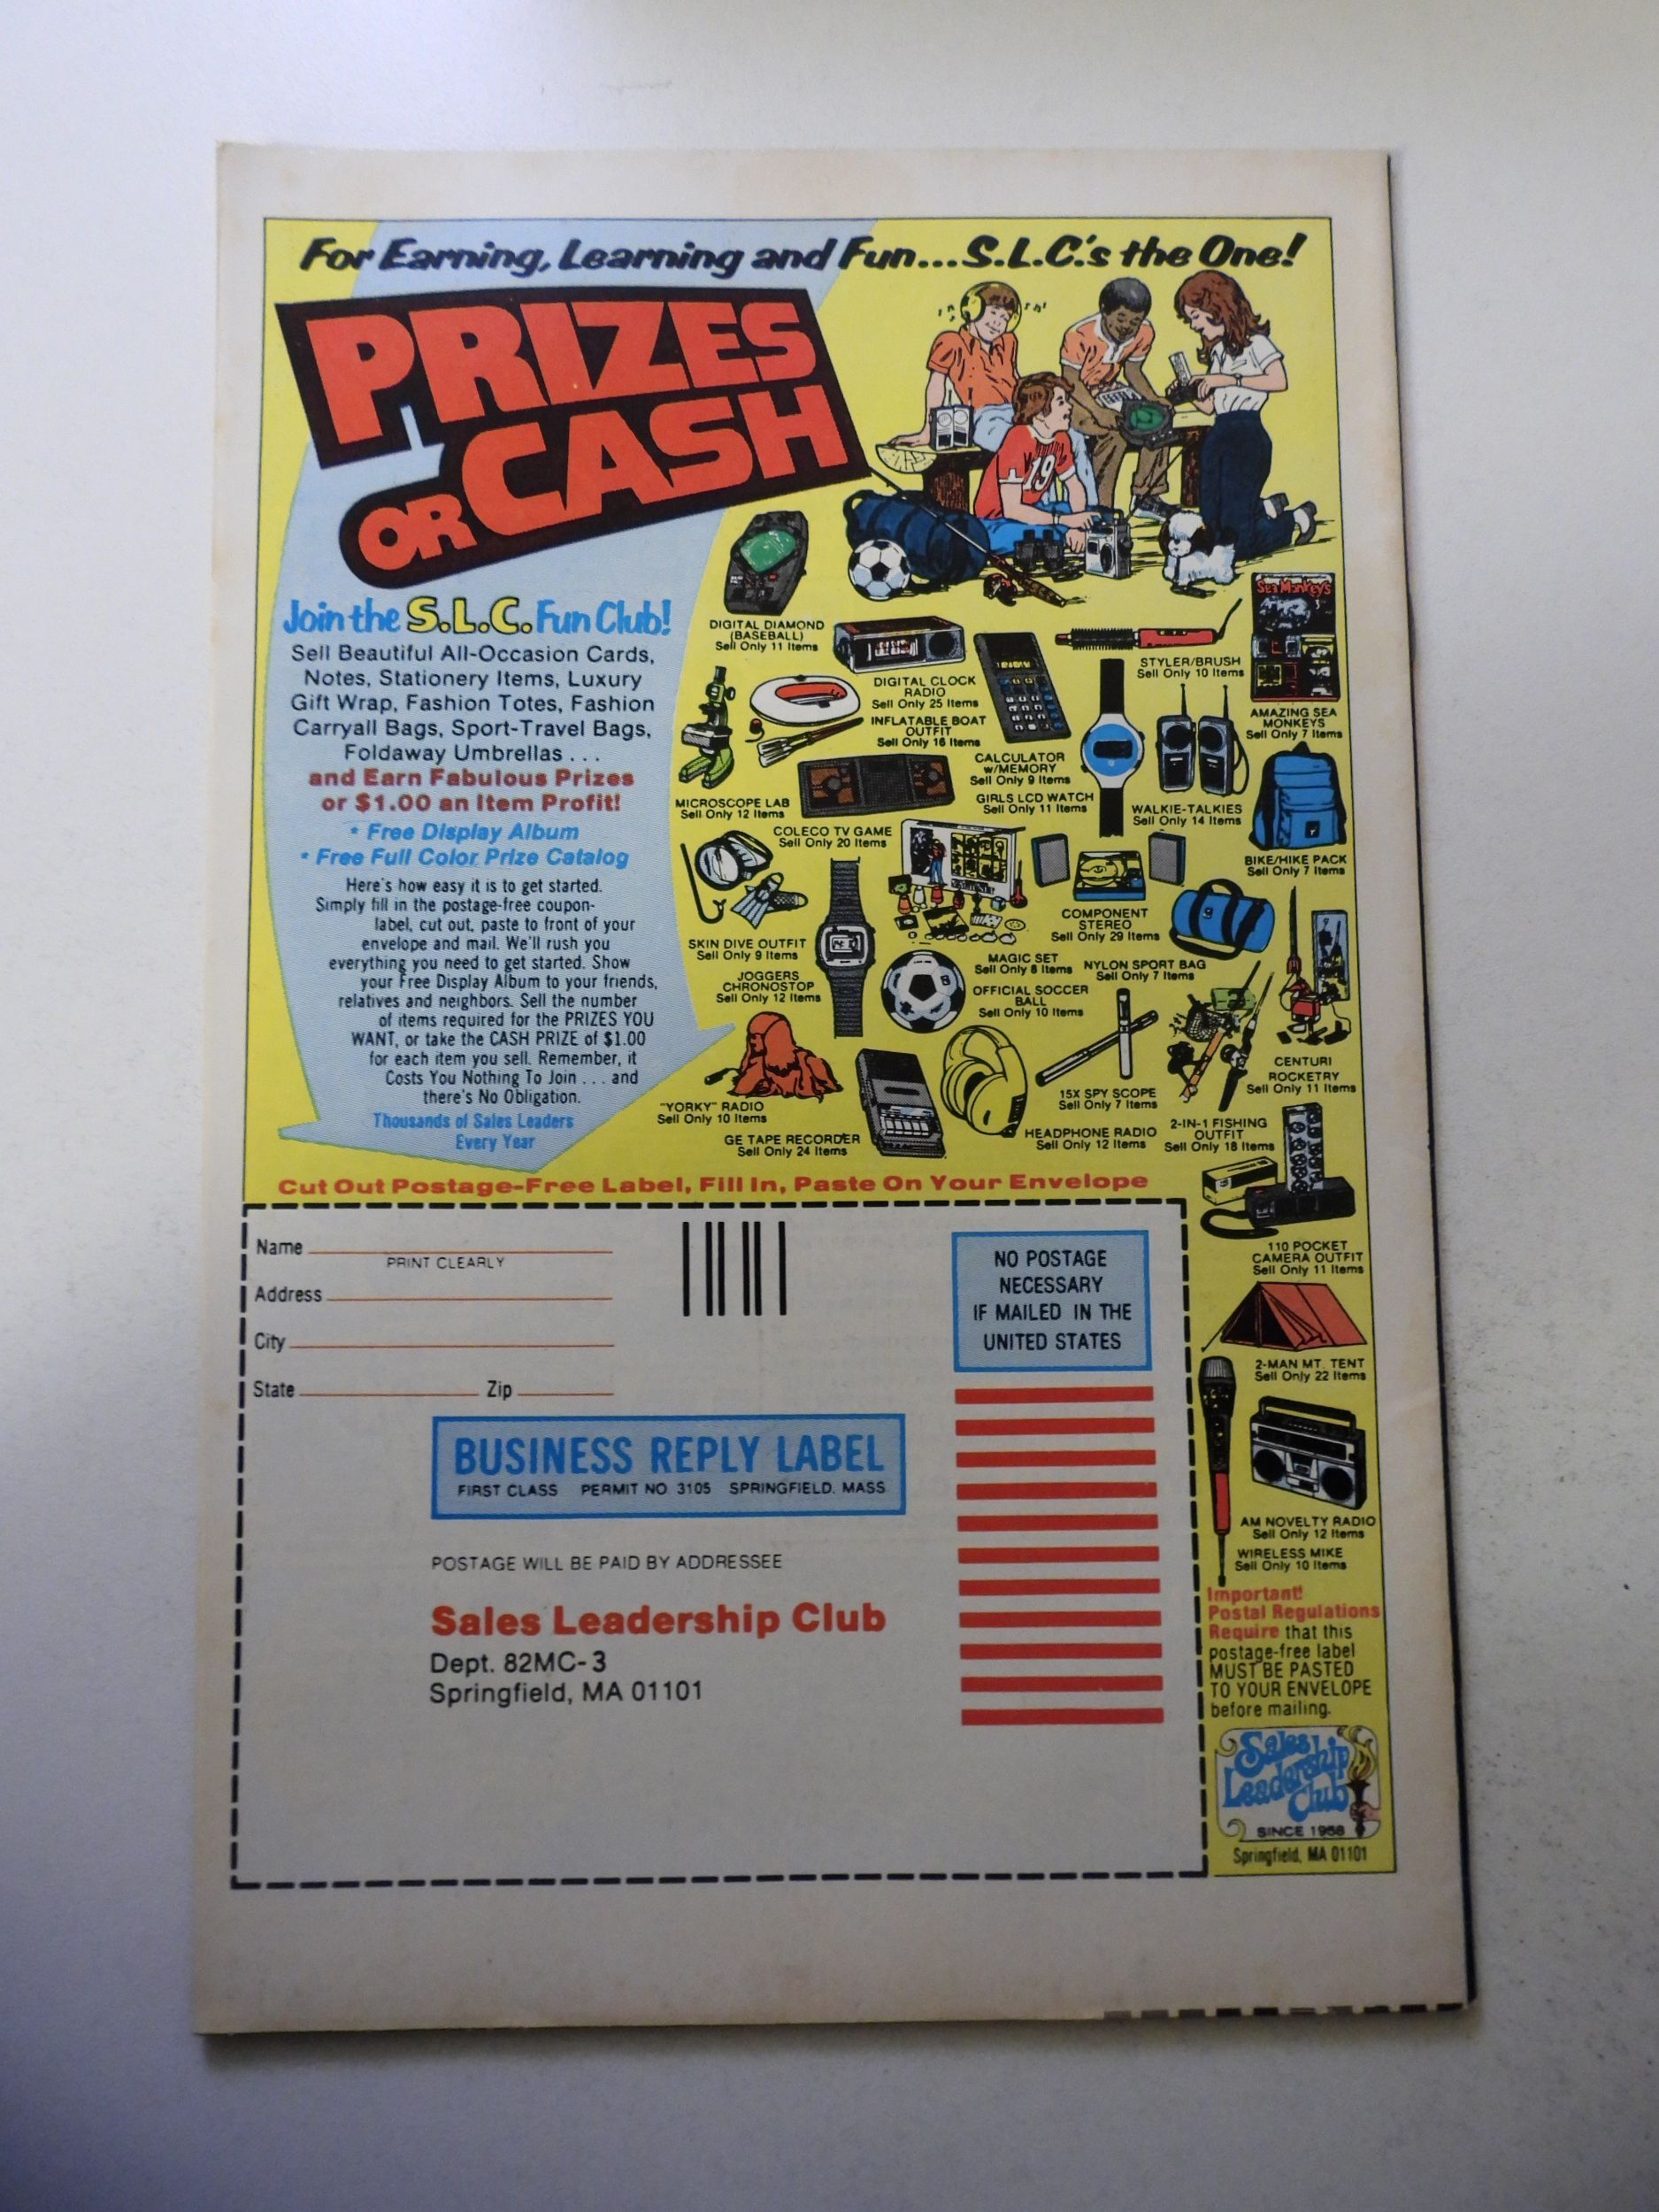 For Earning, Learning and Fun...S.L.C.'s the One!
PRIZES
OR CASH
Join the S.L.C. Fun Club!
Sell Beautiful All-Occasion Cards,
Notes, Stationery Items, Luxury
Gift Wrap, Fashion Totes, Fashion
Carryall Bags, Sport-Travel Bags,
Foldaway Umbrellas . . .
and Earn Fabulous Prizes
or $1.00 an Item Profit!
* Free Display Album
* Free Full Color Prize Catalog
Here's how easy it is to get started.
Simply fill in the postage-free coupon-
label, cut out, paste to front of your
envelope and mail. We'll rush you
everything you need to get started. Show
your Free Display Album to your friends,
relatives and neighbors. Sell the number
of items required for the PRIZES YOU
WANT, or take the CASH PRIZE of $1.00
for each item you sell. Remember, it
Costs You Nothing To Join . . . and
there's No Obligation.
Thousands of Sales Leaders
Every Year
19
DIGITAL DIAMOND
(BASEBALL)
Sell Only 11 Items
DIGITAL CLOCK
RADIO
Sell Only 25 Items
STYLER/BRUSH
Sell Only 10 Items
Sea Monkeys
AMAZING SEA
MONKEYS
Sell Only 7 Items
INFLATABLE BOAT
OUTFIT
Sell Only 16 Items
CALCULATOR
w/MEMORY
Sell Only 9 Items
MICROSCOPE LAB
Sell Only 12 Items
GIRLS LCD WATCH
Sell Only 11 Items
WALKIE-TALKIES
Sell Only 14 Items
COLECO TV GAME
Sell Only 20 Items
BIKE/HIKE PACK
Sell Only 7 Items
COMPONENT
STEREO
Sell Only 29 Items
SKIN DIVE OUTFIT
Sell Only 9 Items
MAGIC SET
Sell Only 8 Items
NYLON SPORT BAG
Sell Only 7 Items
JOGGERS
CHRONOSTOP
Sell Only 12 Items
OFFICIAL SOCCER
BALL
Sell Only 10 Items
CENTURI
ROCKETRY
Sell Only 11 Items
"YORKY" RADIO
Sell Only 10 Items
15X SPY SCOPE
Sell Only 7 Items
GE TAPE RECORDER
Sell Only 24 Items
HEADPHONE RADIO
Sell Only 12 Items
2-IN-1 FISHING
OUTFIT
Sell Only 18 Items
110 POCKET
CAMERA OUTFIT
Sell Only 11 Items
2-MAN MT. TENT
Sell Only 22 Items
AM NOVELTY RADIO
Sell Only 12 Items
WIRELESS MIKE
Sell Only 10 Items
Important!
Postal Regulations
Require that this
postage-free label
MUST BE PASTED
TO YOUR ENVELOPE
before mailing.
Sales
Leadership
Club
SINCE 1958
Springfield, MA 01101
Cut Out Postage-Free Label, Fill In, Paste On Your Envelope
Name
PRINT CLEARLY
Address
City
State Zip
NO POSTAGE
NECESSARY
IF MAILED IN THE
UNITED STATES
BUSINESS REPLY LABEL
FIRST CLASS PERMIT NO. 3105 SPRINGFIELD, MASS.
POSTAGE WILL BE PAID BY ADDRESSEE
Sales Leadership Club
Dept. 82MC-3
Springfield, MA 01101